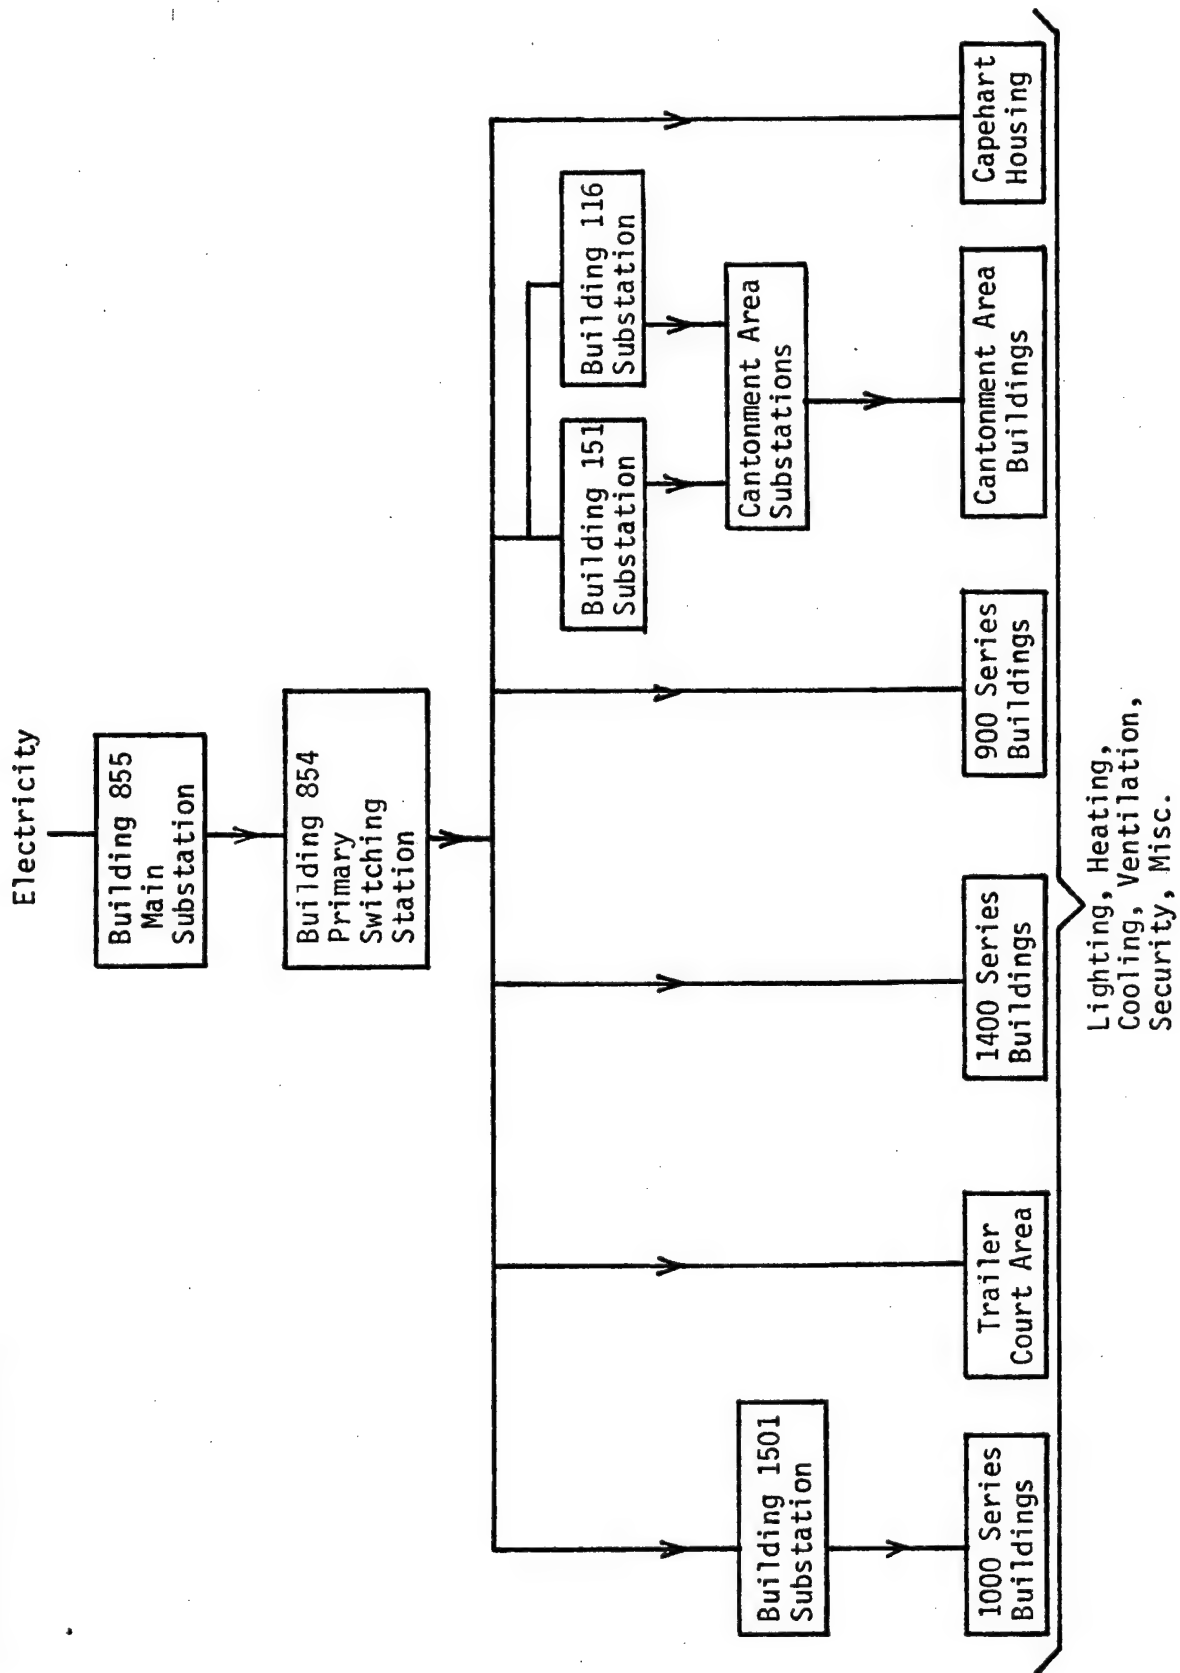 Electricity
Building 855
Main
Substation
Building 854
Primary
Switching
Station
Building 151
Substation
Building 116
Substation
Cantonment Area
Substations
Building 1501
Substation
1000 Series
Buildings
Trailer
Court Area
1400 Series
Buildings
900 Series
Buildings
Cantonment Area
Buildings
Capehart
Housing
Lighting, Heating,
Cooling, Ventilation,
Security, Misc.